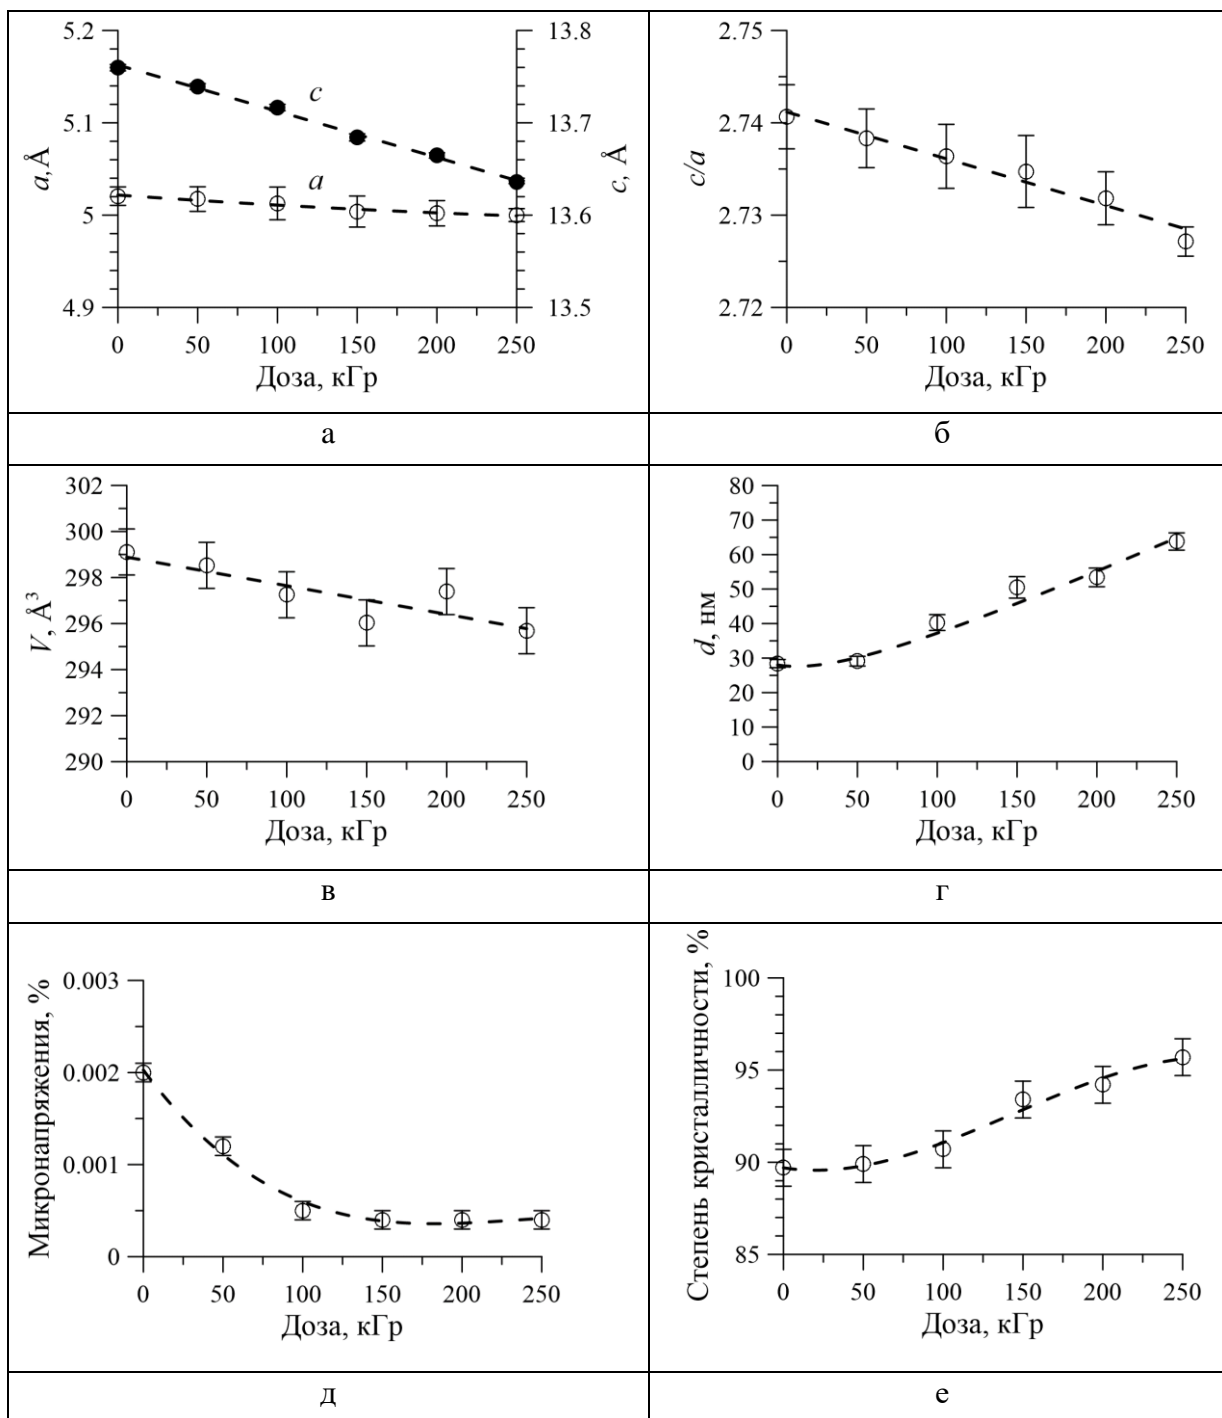 5.2
5.1
5
4.9
a,Å
13.8
13.7
13.6
13.5
c, Å
c
a
0 50 100 150 200 250
Доза, кГр
2.75
2.74
2.73
2.72
c/a
0 50 100 150 200 250
Доза, кГр
а
б
302
300
298
296
294
292
290
V, Å³
0 50 100 150 200 250
Доза, кГр
80
70
60
50
40
30
20
10
0
d, нм
0 50 100 150 200 250
Доза, кГр
в
г
0.003
0.002
0.001
0
Микронапряжения, %
0 50 100 150 200 250
Доза, кГр
100
95
90
85
Степень кристалличности, %
0 50 100 150 200 250
Доза, кГр
д
е